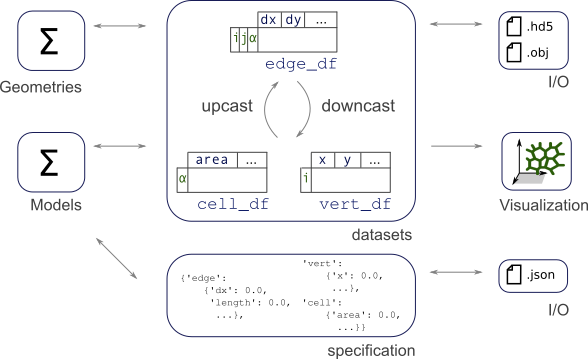 Σ
Geometries
Σ
Models
dx dy ...
i j α
edge_df
upcast downcast
area ...
α
cell_df
x y ...
i
vert_df
datasets
.hd5
.obj
I/O
Visualization
{'edge':
{'dx': 0.0,
'length': 0.0,
...},
'vert':
{'x': 0.0,
...},
'cell':
{'area': 0.0,
...}}
specification
.json
I/O